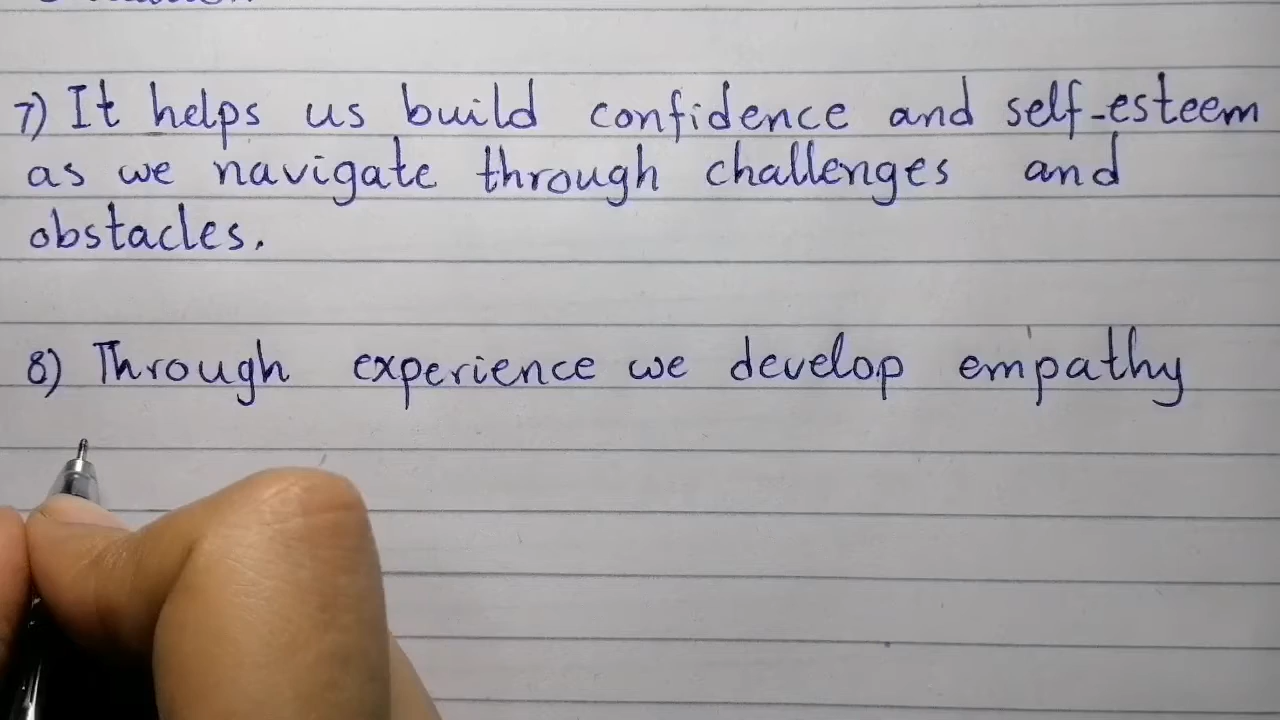 7) It helps us build confidence and self-esteem
as we navigate through challenges and
obstacles.
8) Through experience we develop empathy